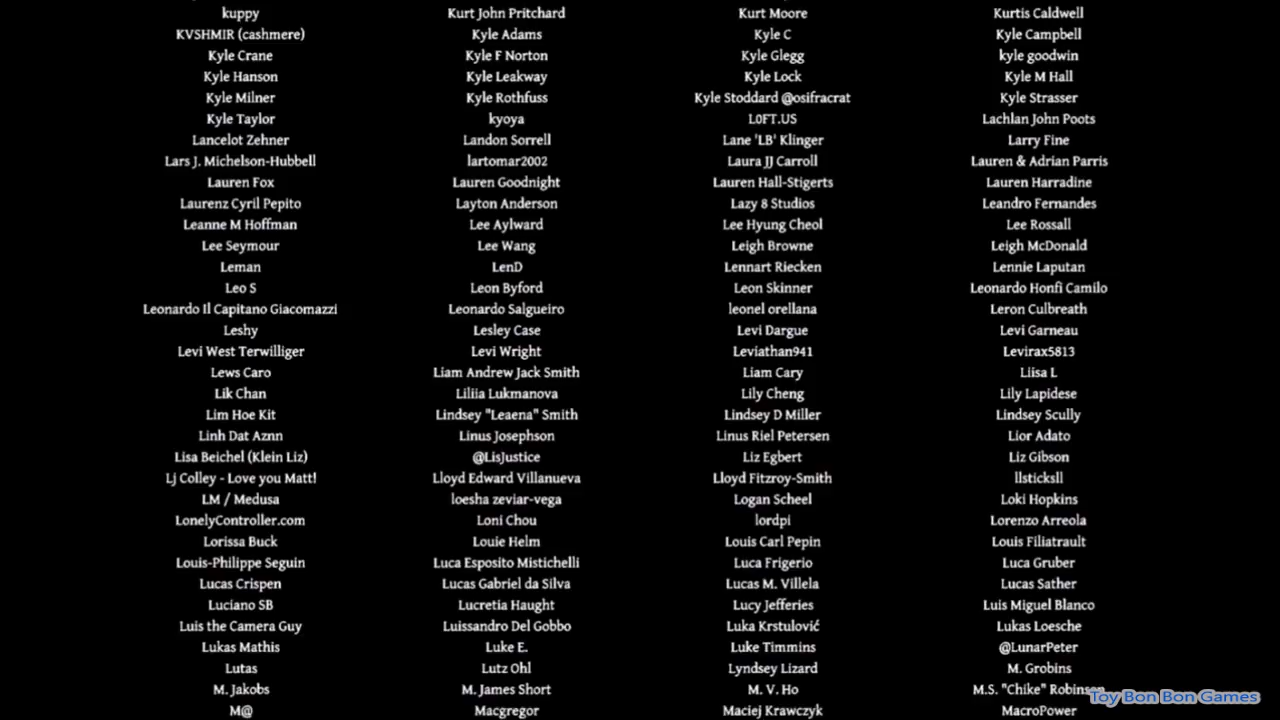 kuppy Kurt John Pritchard Kurt Moore Kurtis Caldwell
KVSHMIR (cashmere) Kyle Adams Kyle C Kyle Campbell
Kyle Crane Kyle F Norton Kyle Glegg kyle goodwin
Kyle Hanson Kyle Leakway Kyle Lock Kyle M Hall
Kyle Milner Kyle Rothfuss Kyle Stoddard @osifracrat Kyle Strasser
Kyle Taylor kyoya L0FT.US Lachlan John Poots
Lancelot Zehner Landon Sorrell Lane 'LB' Klinger Larry Fine
Lars J. Michelson-Hubbell lartomar2002 Laura JJ Carroll Lauren & Adrian Parris
Lauren Fox Lauren Goodnight Lauren Hall-Stigerts Lauren Harradine
Laurenz Cyril Pepito Layton Anderson Lazy 8 Studios Leandro Fernandes
Leanne M Hoffman Lee Aylward Lee Hyung Cheol Lee Rossall
Lee Seymour Lee Wang Leigh Browne Leigh McDonald
Leman LenD Lennart Riecken Lennie Laputan
Leo S Leon Byford Leon Skinner Leonardo Honfi Camilo
Leonardo Il Capitano Giacomazzi Leonardo Salgueiro leonel orellana Leron Culbreath
Leshy Lesley Case Levi Dargue Levi Garneau
Levi West Terwilliger Levi Wright Leviathan941 Levirax5813
Lews Caro Liam Andrew Jack Smith Liam Cary Liisa L
Lik Chan Liliia Lukmanova Lily Cheng Lily Lapidese
Lim Hoe Kit Lindsey "Leaena" Smith Lindsey D Miller Lindsey Scully
Linh Dat Aznn Linus Josephson Linus Riel Petersen Lior Adato
Lisa Beichel (Klein Liz) @LisJustice Liz Egbert Liz Gibson
Lj Colley - Love you Matt! Lloyd Edward Villanueva Lloyd Fitzroy-Smith llsticksll
LM / Medusa loesha zeviar-vega Logan Scheel Loki Hopkins
LonelyController.com Loni Chou lordpi Lorenzo Arreola
Lorissa Buck Louie Helm Louis Carl Pepin Louis Filiatrault
Louis-Philippe Seguin Luca Esposito Mistichelli Luca Frigerio Luca Gruber
Lucas Crispen Lucas Gabriel da Silva Lucas M. Villela Lucas Sather
Luciano SB Lucretia Haught Lucy Jefferies Luis Miguel Blanco
Luis the Camera Guy Luissandro Del Gobbo Luka Krstulović Lukas Loesche
Lukas Mathis Luke E. Luke Timmins @LunarPeter
Lutas Lutz Ohl Lyndsey Lizard M. Grobins
M. Jakobs M. James Short M. V. Ho M.S. "Chike" Robinson
Toy Bon Bon Games
M@ Macgregor Maciej Krawczyk MacroPower